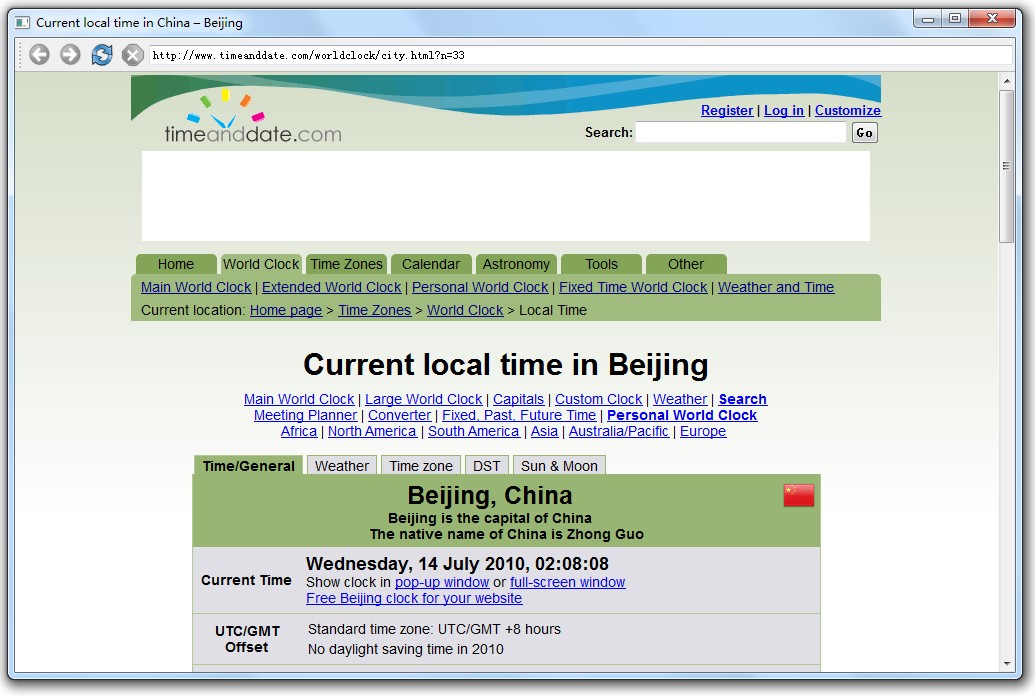 Current local time in China – Beijing
http://www.timeanddate.com/worldclock/city.html?n=33
Register | Log in | Customize
timeanddate.com
Search: Go
Home World Clock Time Zones Calendar Astronomy Tools Other
Main World Clock | Extended World Clock | Personal World Clock | Fixed Time World Clock | Weather and Time
Current location: Home page > Time Zones > World Clock > Local Time
Current local time in Beijing
Main World Clock | Large World Clock | Capitals | Custom Clock | Weather | Search
Meeting Planner | Converter | Fixed, Past, Future Time | Personal World Clock
Africa | North America | South America | Asia | Australia/Pacific | Europe
Time/General Weather Time zone DST Sun & Moon
Beijing, China
Beijing is the capital of China
The native name of China is Zhong Guo
Current Time
Wednesday, 14 July 2010, 02:08:08
Show clock in pop-up window or full-screen window
Free Beijing clock for your website
UTC/GMT
Offset
Standard time zone: UTC/GMT +8 hours
No daylight saving time in 2010